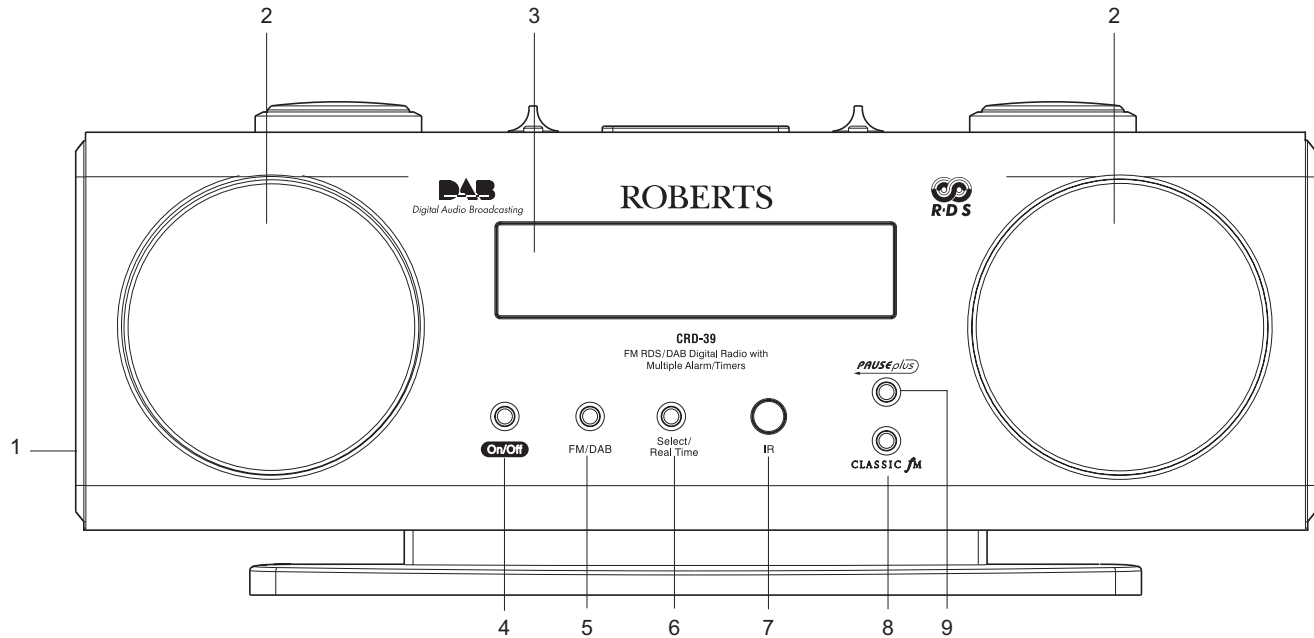 2 3 2
DAB ROBERTS
Digital Audio Broadcasting R·D S
CRD-39
FM RDS/DAB Digital Radio with
Multiple Alarm/Timers
PAUSEplus
1
On/Off FM/DAB Select/ IR
Real Time
CLASSIC fM
4 5 6 7 8 9